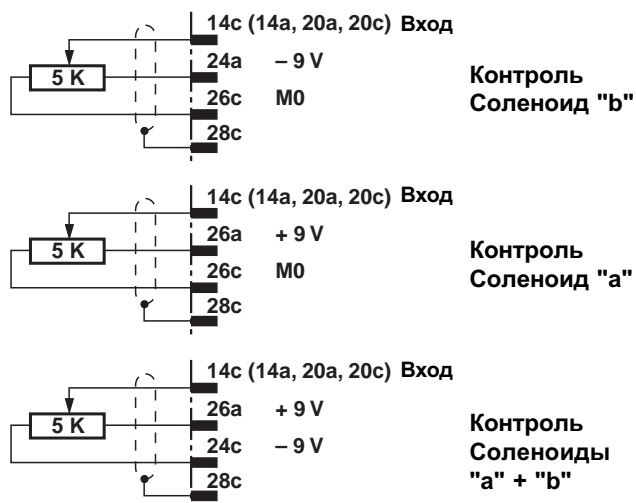 14c (14a, 20a, 20c) Вход
24a – 9 V
5 K
26c M0
28c
Контроль
Соленоид "b"
14c (14a, 20a, 20c) Вход
26a + 9 V
5 K
26c M0
28c
Контроль
Соленоид "a"
14c (14a, 20a, 20c) Вход
26a + 9 V
5 K
24c – 9 V
28c
Контроль
Соленоиды
"a" + "b"